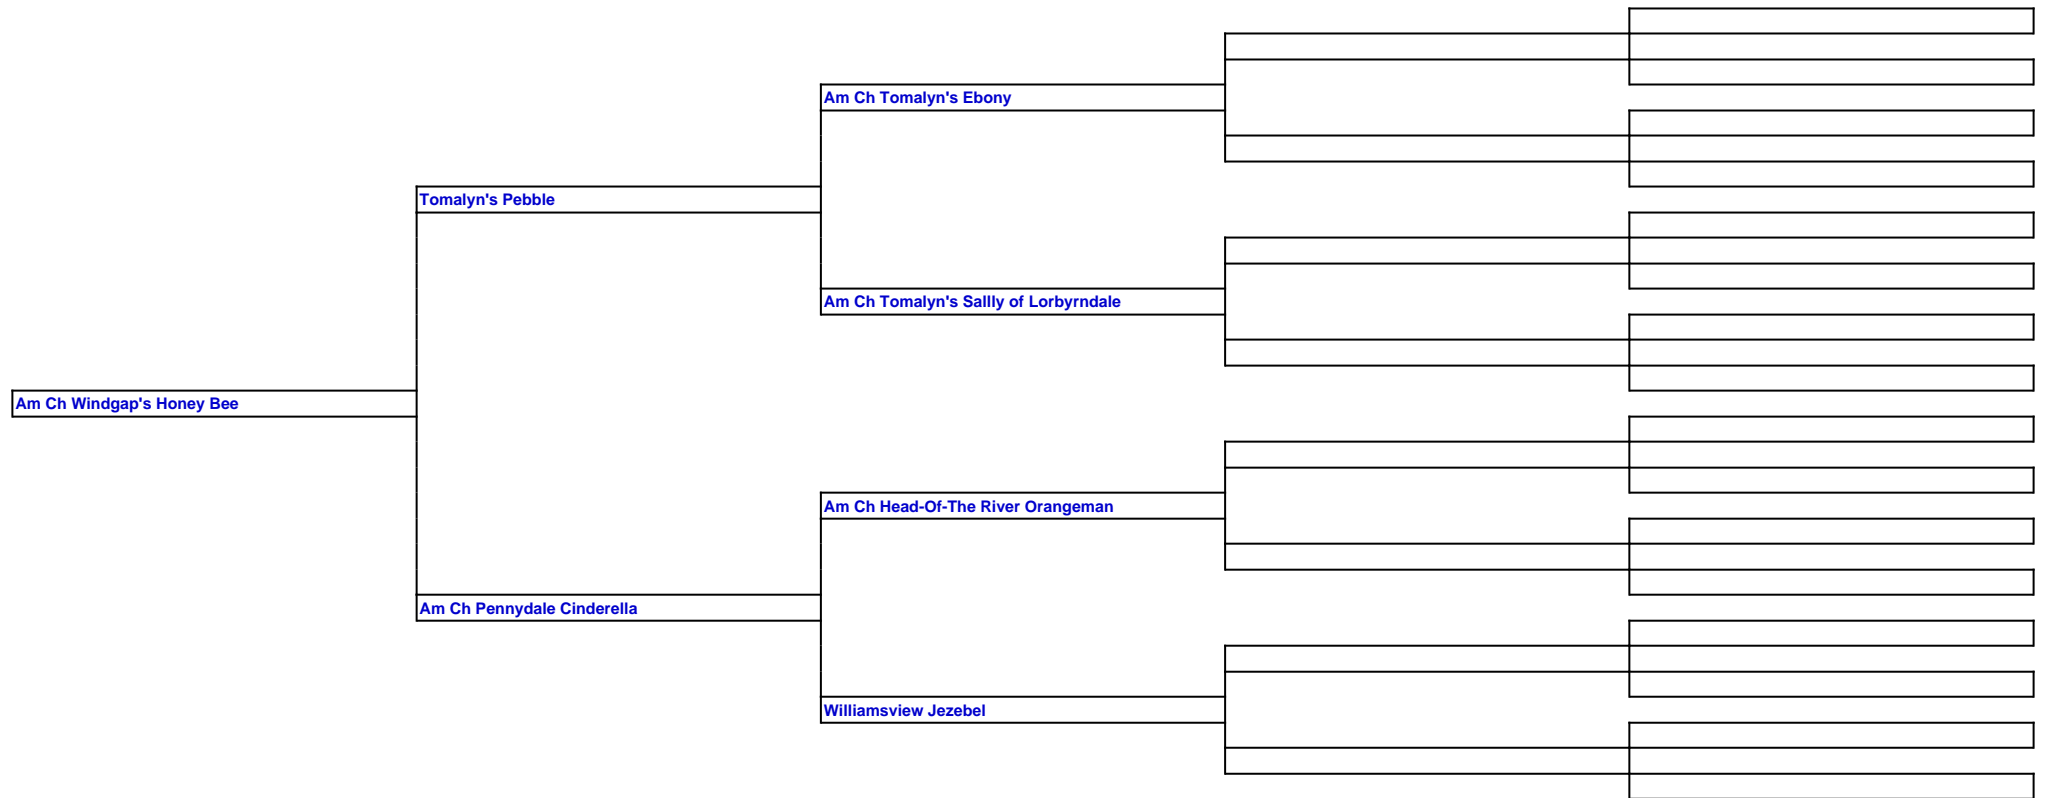 Am Ch Tomalyn's Ebony
Tomalyn's Pebble
Am Ch Tomalyn's Sallly of Lorbyrndale
Am Ch Windgap's Honey Bee
Am Ch Head-Of-The River Orangeman
Am Ch Pennydale Cinderella
Williamsview Jezebel